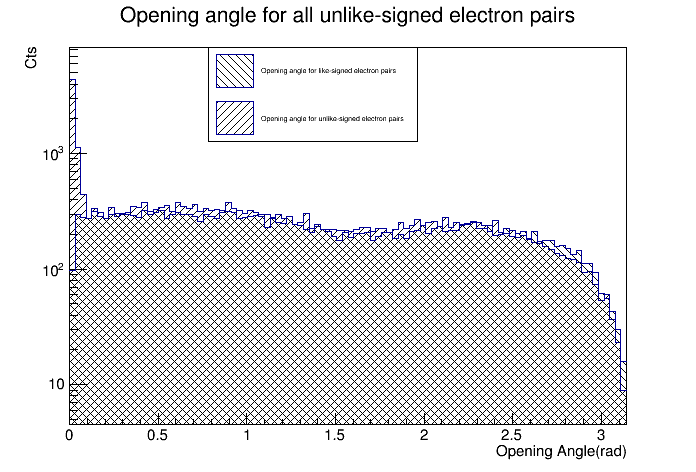 Opening angle for all unlike-signed electron pairs
Cts
Opening angle for like-signed electron pairs
Opening angle for unlike-signed electron pairs
10³
10²
10
0 0.5 1 1.5 2 2.5 3
Opening Angle(rad)